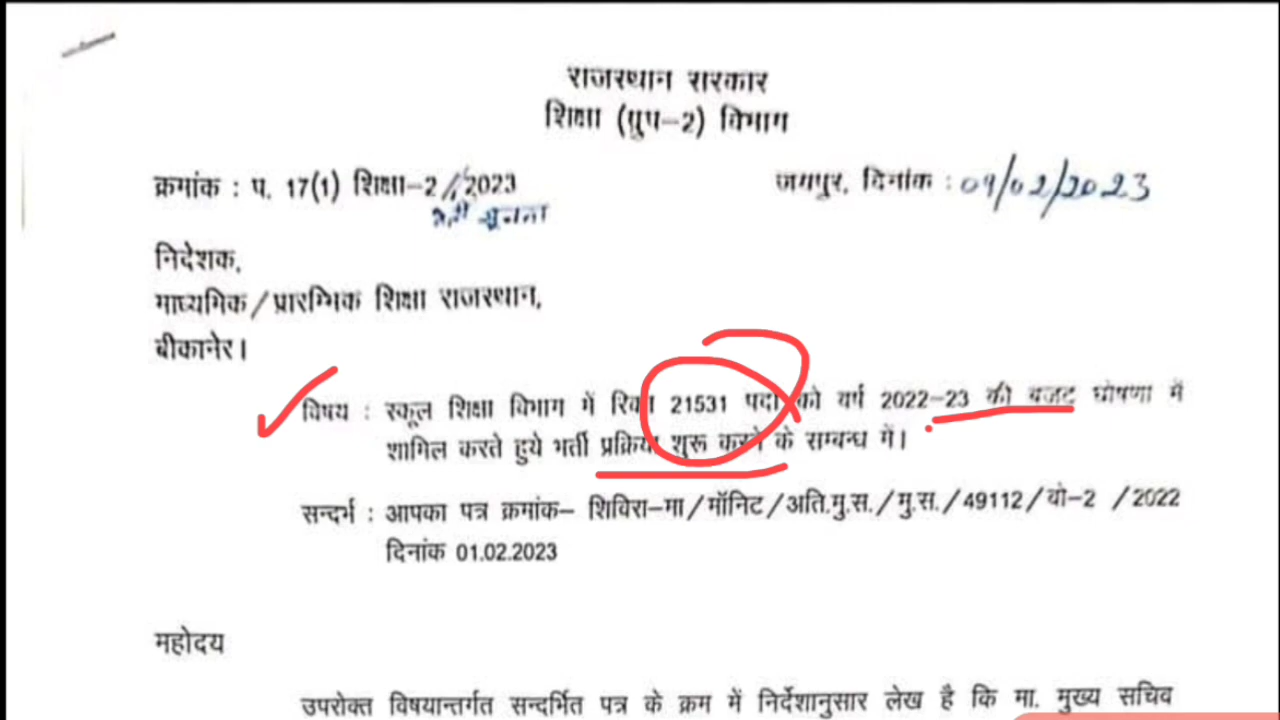 राजस्थान सरकार
शिक्षा (ग्रुप-2) विभाग
क्रमांक : प. 17(1) शिक्षा-2/2023
जयपुर, दिनांक : 09/02/2023
निदेशक,
माध्यमिक/प्रारम्भिक शिक्षा राजस्थान,
बीकानेर।
विषय : स्कूल शिक्षा विभाग में रिक्त 21531 पदों को वर्ष 2022-23 की बजट घोषणा में
शामिल करते हुये भर्ती प्रक्रिया शुरू करने के सम्बन्ध में।
सन्दर्भ : आपका पत्र क्रमांक- शिविरा-मा/मॉनिट/अति.मु.स./मु.स./49112/वो-2 /2022
दिनांक 01.02.2023
महोदय
उपरोक्त विषयान्तर्गत सन्दर्भित पत्र के क्रम में निर्देशानुसार लेख है कि मा. मुख्य सचिव